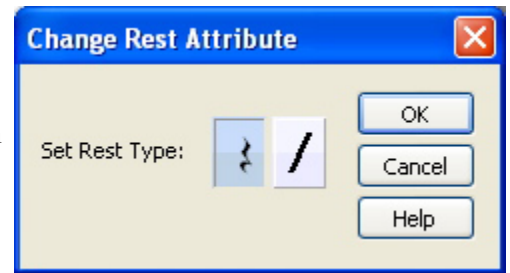 Change Rest Attribute
Set Rest Type:
OK
Cancel
Help